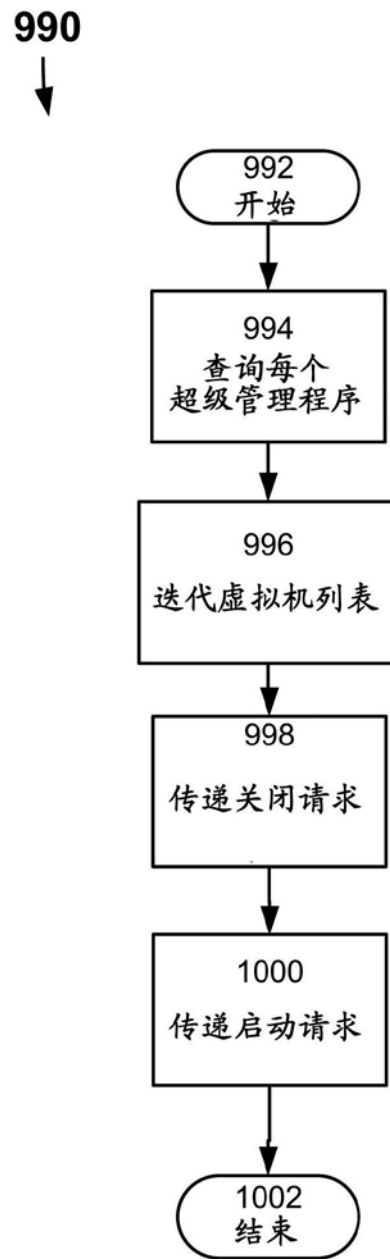 990
992
开始
994
查询每个
超级管理程序
996
迭代虚拟机列表
998
传递关闭请求
1000
传递启动请求
1002
结束